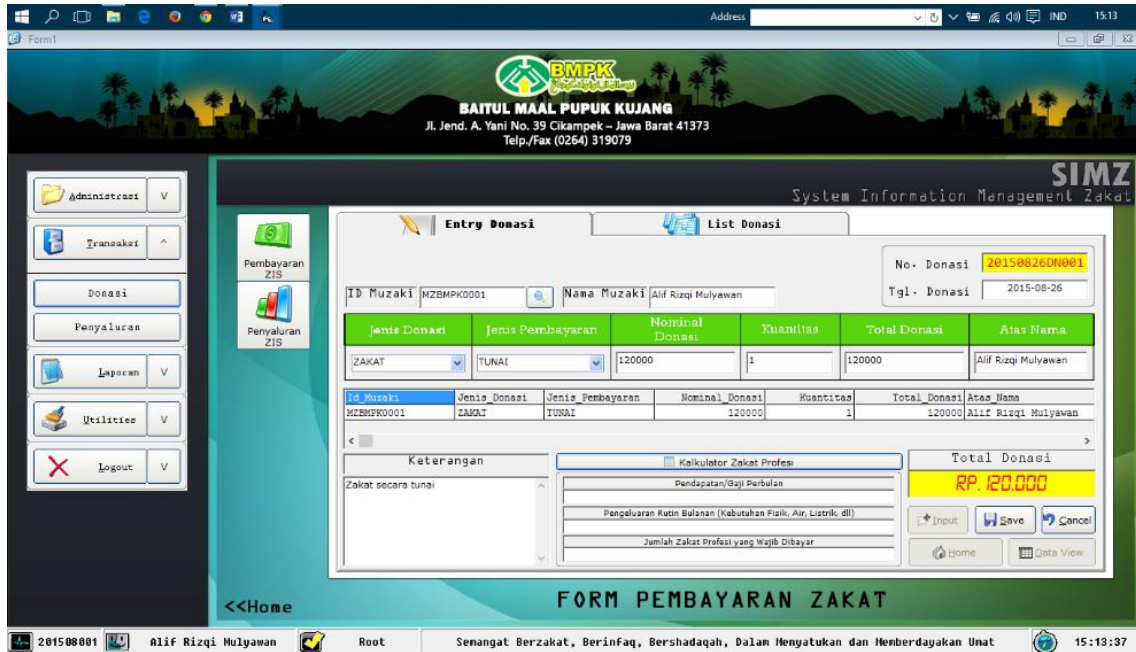 Address
IND
15:13
Form1
BMPK
BAITUL MAAL PUPUK KUJANG
Jl. Jend. A. Yani No. 39 Cikampek – Jawa Barat 41373
Telp./Fax (0264) 319079
SIMZ
System Information Management Zakat
Administrasi V
Transaksi ^
Donasi
Penyaluran
Laporan V
Utilities V
Logout V
Pembayaran
ZIS
Penyaluran
ZIS
Entry Donasi
List Donasi
No. Donasi 20150826DN001
Tgl. Donasi 2015-08-26
ID Muzaki MZBMPK0001
Nama Muzaki Alif Rizqi Mulyawan
Jenis Donasi Jenis Pembayaran Nominal Donasi Kuantitas Total Donasi Atas Nama
ZAKAT TUNAI 120000 1 120000 Alif Rizqi Mulyawan
Id_Muzaki Jenis_Donasi Jenis_Pembayaran Nominal_Donasi Kuantitas Total_Donasi Atas_Nama
MZBMPK0001 ZAKAT TUNAI 120000 1 120000 Alif Rizqi Mulyawan
Keterangan
Zakat secara tunai
Kalkulator Zakat Profesi
Pendapatan/Gaji Perbulan
Pengeluaran Rutin Bulanan (Kebutuhan Fisik, Air, Listrik, dll)
Jumlah Zakat Profesi yang Wajib Dibayar
Total Donasi
RP. 120.000
Input Save Cancel
Home Data View
<<Home
FORM PEMBAYARAN ZAKAT
201508001 Alif Rizqi Mulyawan Root Semangat Berzakat, Berinfaq, Bershadaqah, Dalam Menyatukan dan Memberdayakan Umat 15:13:37